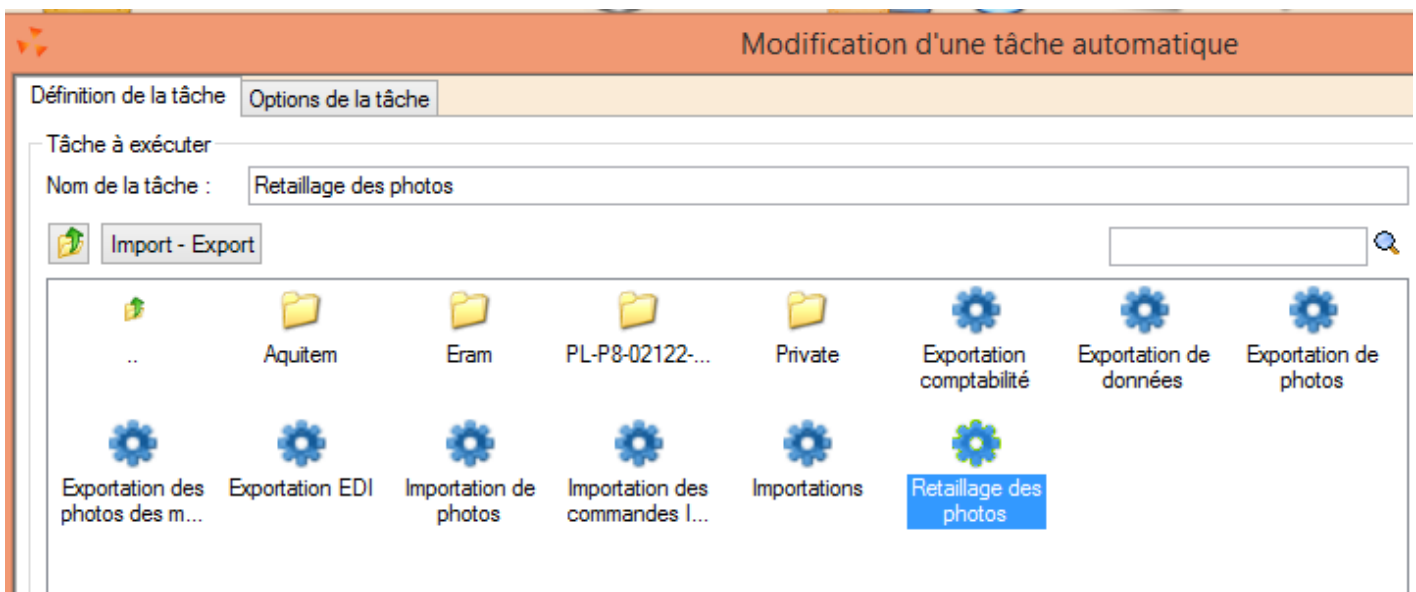 Modification d'une tâche automatique
Définition de la tâche Options de la tâche
Tâche à exécuter
Nom de la tâche : Retaillage des photos
Import - Export
.. Aquitem Eram PL-P8-02122-... Private Exportation comptabilité Exportation de données Exportation de photos
Exportation des photos des m... Exportation EDI Importation de photos Importation des commandes I... Importations Retaillage des photos